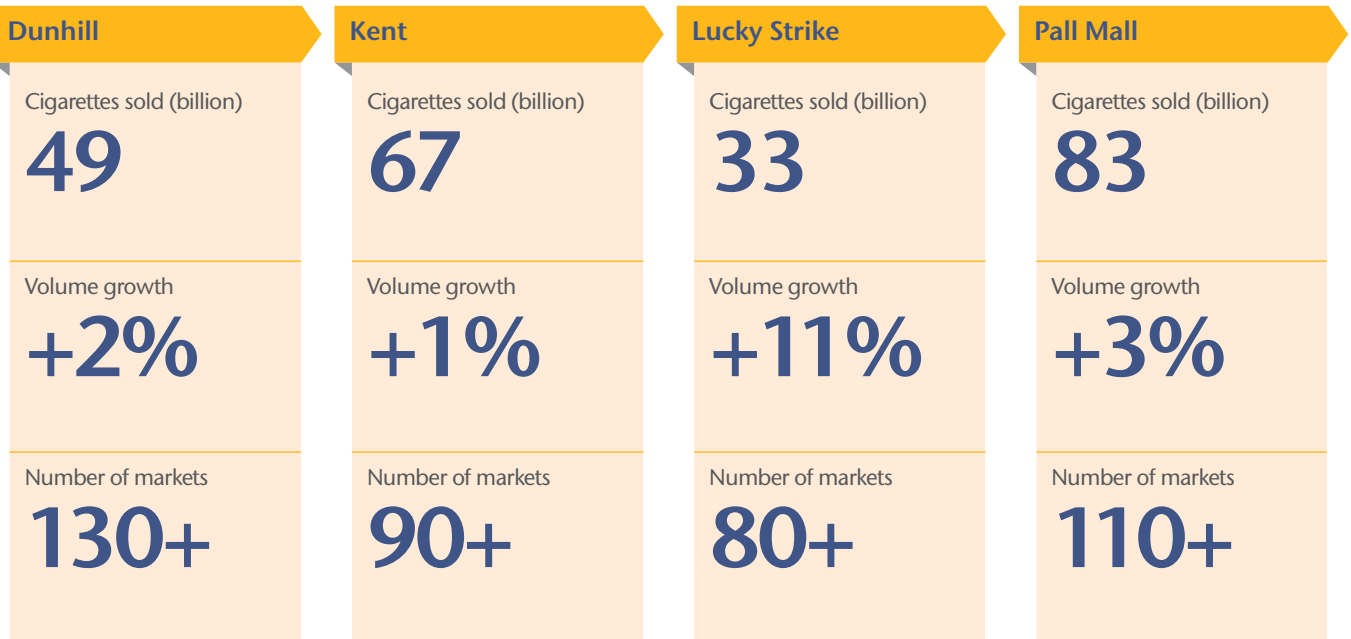 Dunhill
Cigarettes sold (billion)
49
Volume growth
+2%
Number of markets
130+
Kent
Cigarettes sold (billion)
67
Volume growth
+1%
Number of markets
90+
Lucky Strike
Cigarettes sold (billion)
33
Volume growth
+11%
Number of markets
80+
Pall Mall
Cigarettes sold (billion)
83
Volume growth
+3%
Number of markets
110+